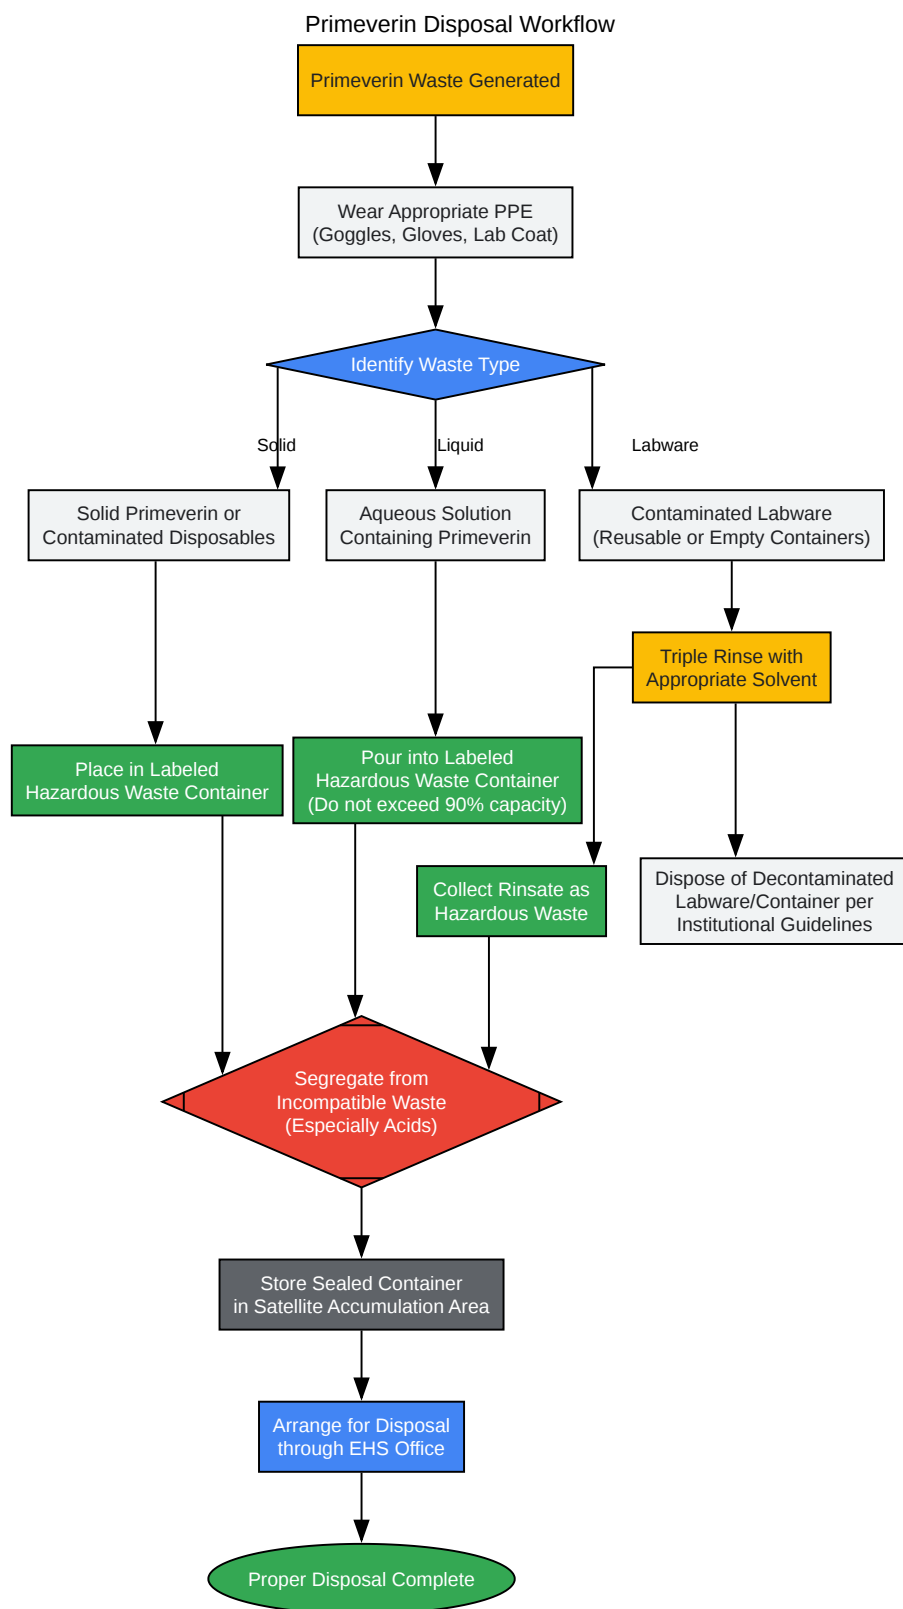 Primeverin Disposal Workflow
Primeverin Waste Generated
Wear Appropriate PPE
(Goggles, Gloves, Lab Coat)
Identify Waste Type
Solid
Liquid
Labware
Solid Primeverin or
Contaminated Disposables
Aqueous Solution
Containing Primeverin
Contaminated Labware
(Reusable or Empty Containers)
Triple Rinse with
Appropriate Solvent
Place in Labeled
Hazardous Waste Container
Pour into Labeled
Hazardous Waste Container
(Do not exceed 90% capacity)
Collect Rinsate as
Hazardous Waste
Dispose of Decontaminated
Labware/Container per
Institutional Guidelines
Segregate from
Incompatible Waste
(Especially Acids)
Store Sealed Container
in Satellite Accumulation Area
Arrange for Disposal
through EHS Office
Proper Disposal Complete